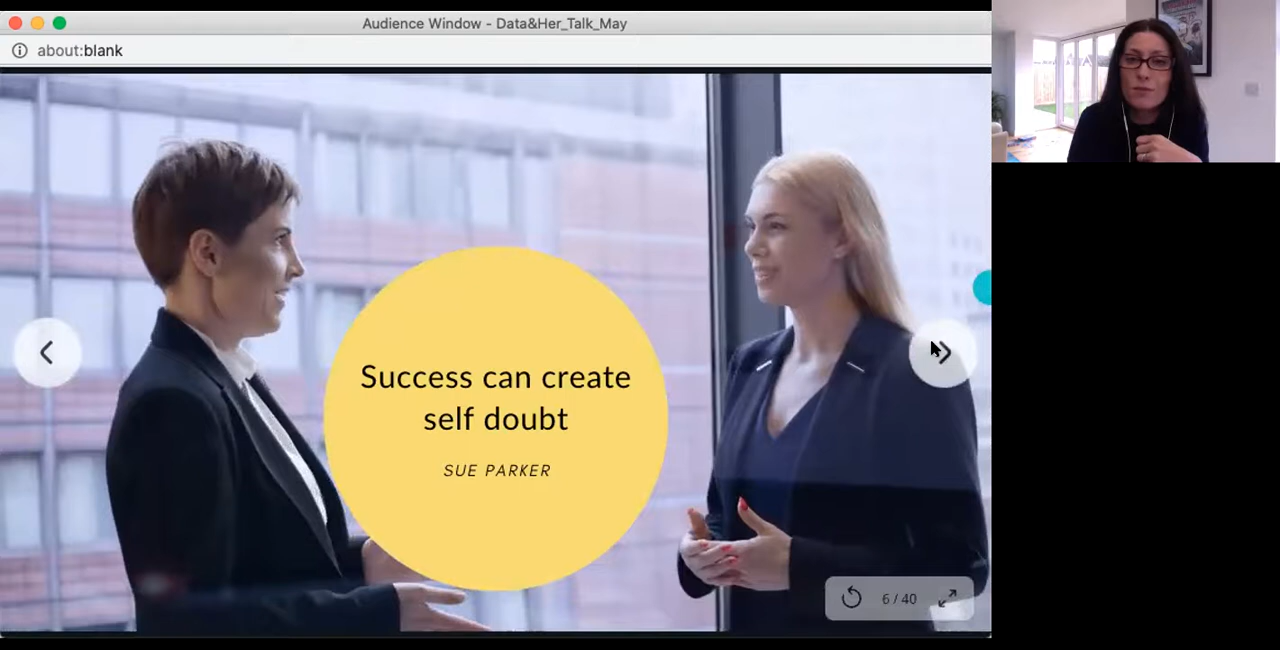 Audience Window - Data&Her_Talk_May
about:blank
Success can create
self doubt
SUE PARKER
6 / 40